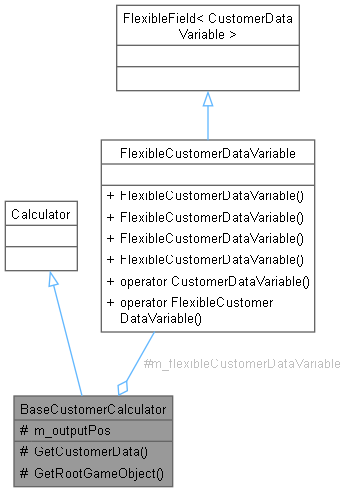 FlexibleField< CustomerData
Variable >
FlexibleCustomerDataVariable
+ FlexibleCustomerDataVariable()
+ FlexibleCustomerDataVariable()
+ FlexibleCustomerDataVariable()
+ FlexibleCustomerDataVariable()
+ operator CustomerDataVariable()
+ operator FlexibleCustomer
DataVariable()
Calculator
#m_flexibleCustomerDataVariable
BaseCustomerCalculator
# m_outputPos
# GetCustomerData()
# GetRootGameObject()